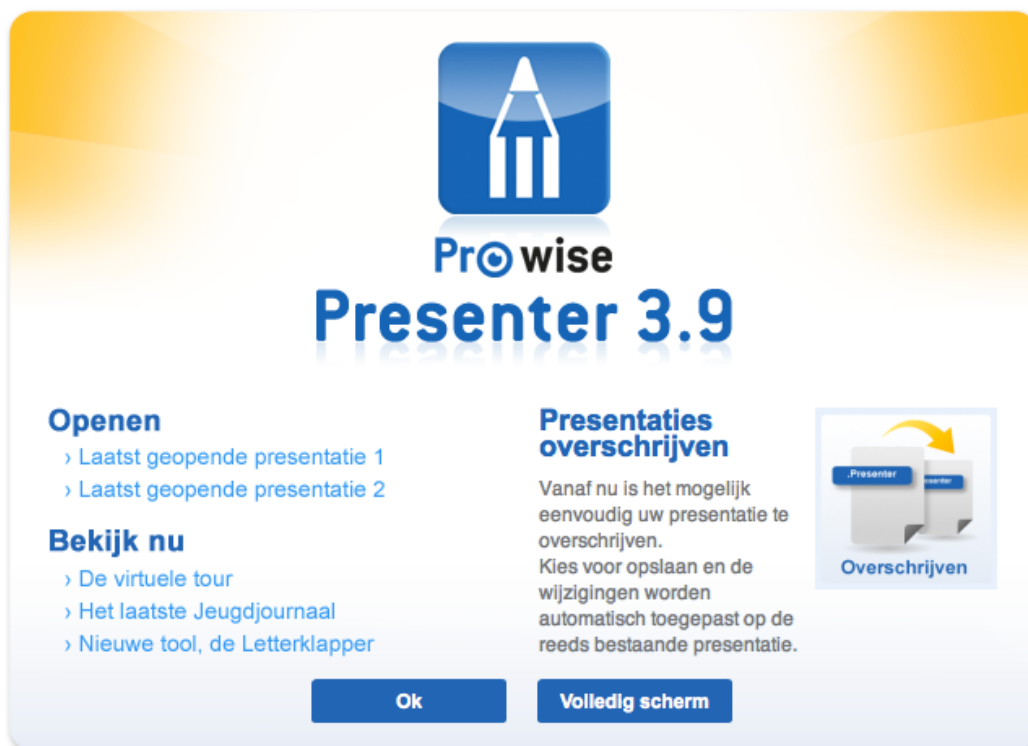 Prowise
Presenter 3.9
Openen
› Laatst geopende presentatie 1
› Laatst geopende presentatie 2
Bekijk nu
› De virtuele tour
› Het laatste Jeugdjournaal
› Nieuwe tool, de Letterklapper
Presentaties
overschrijven
Vanaf nu is het mogelijk
eenvoudig uw presentatie te
overschrijven.
Kies voor opslaan en de
wijzigingen worden
automatisch toegepast op de
reeds bestaande presentatie.
.Presenter
Overschrijven
Ok
Volledig scherm